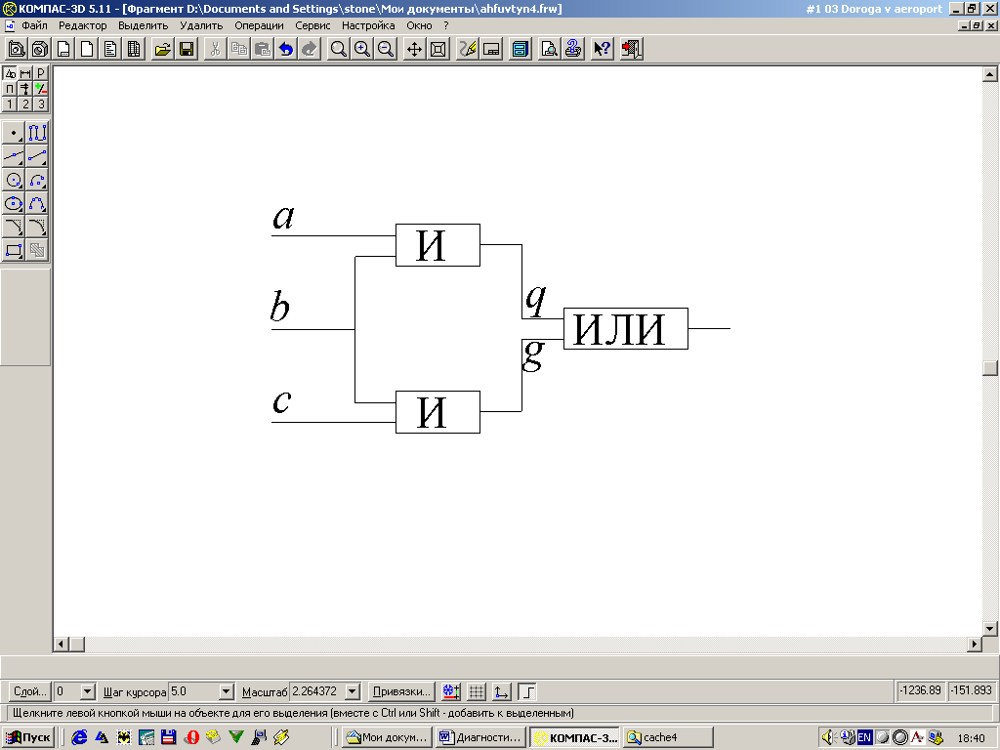 КОМПАС-3D 5.11 - [Фрагмент D:\Documents and Settings\stone\Мои документы\ahfuvtyn4.frw]
#1 03 Doroga v aeroport
Файл Редактор Выделить Удалить Операции Сервис Настройка Окно ?
P
П
1 2 3
a
И
b
q
ИЛИ
g
c
И
Слой... 0 Шаг курсора 5.0 Масштаб 2.264372 Привязки... -1236.89 -151.893
Щелкните левой кнопкой мыши на объекте для его выделения (вместе с Ctrl или Shift - добавить к выделенным)
Пуск Мои докум... Диагности... КОМПАС-3... cache4 EN 18:40